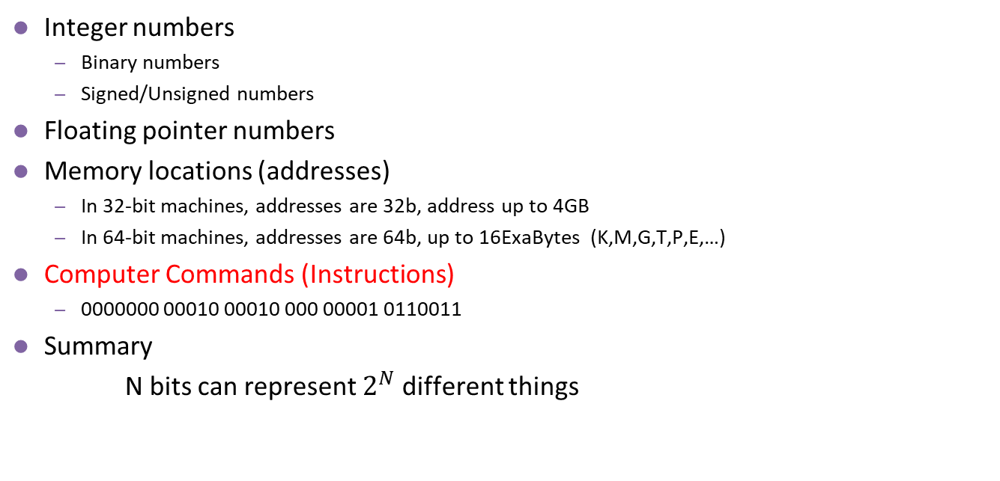 Integer numbers
– Binary numbers
– Signed/Unsigned numbers
Floating pointer numbers
Memory locations (addresses)
– In 32-bit machines, addresses are 32b, address up to 4GB
– In 64-bit machines, addresses are 64b, up to 16ExaBytes (K,M,G,T,P,E,...)
Computer Commands (Instructions)
– 0000000 00010 00010 000 00001 0110011
Summary
N bits can represent 2^N different things